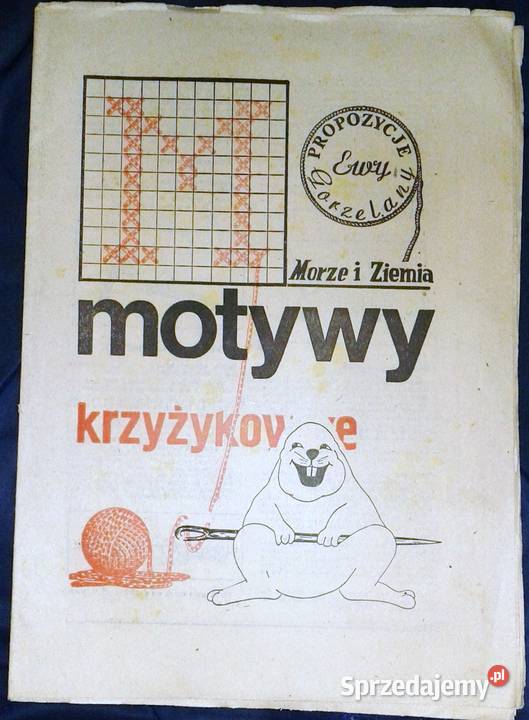 M
PROPOZYCJE
Ewy
Gorzelany
Morze i Ziemia
motywy
krzyżykowe
Sprzedajemy.pl